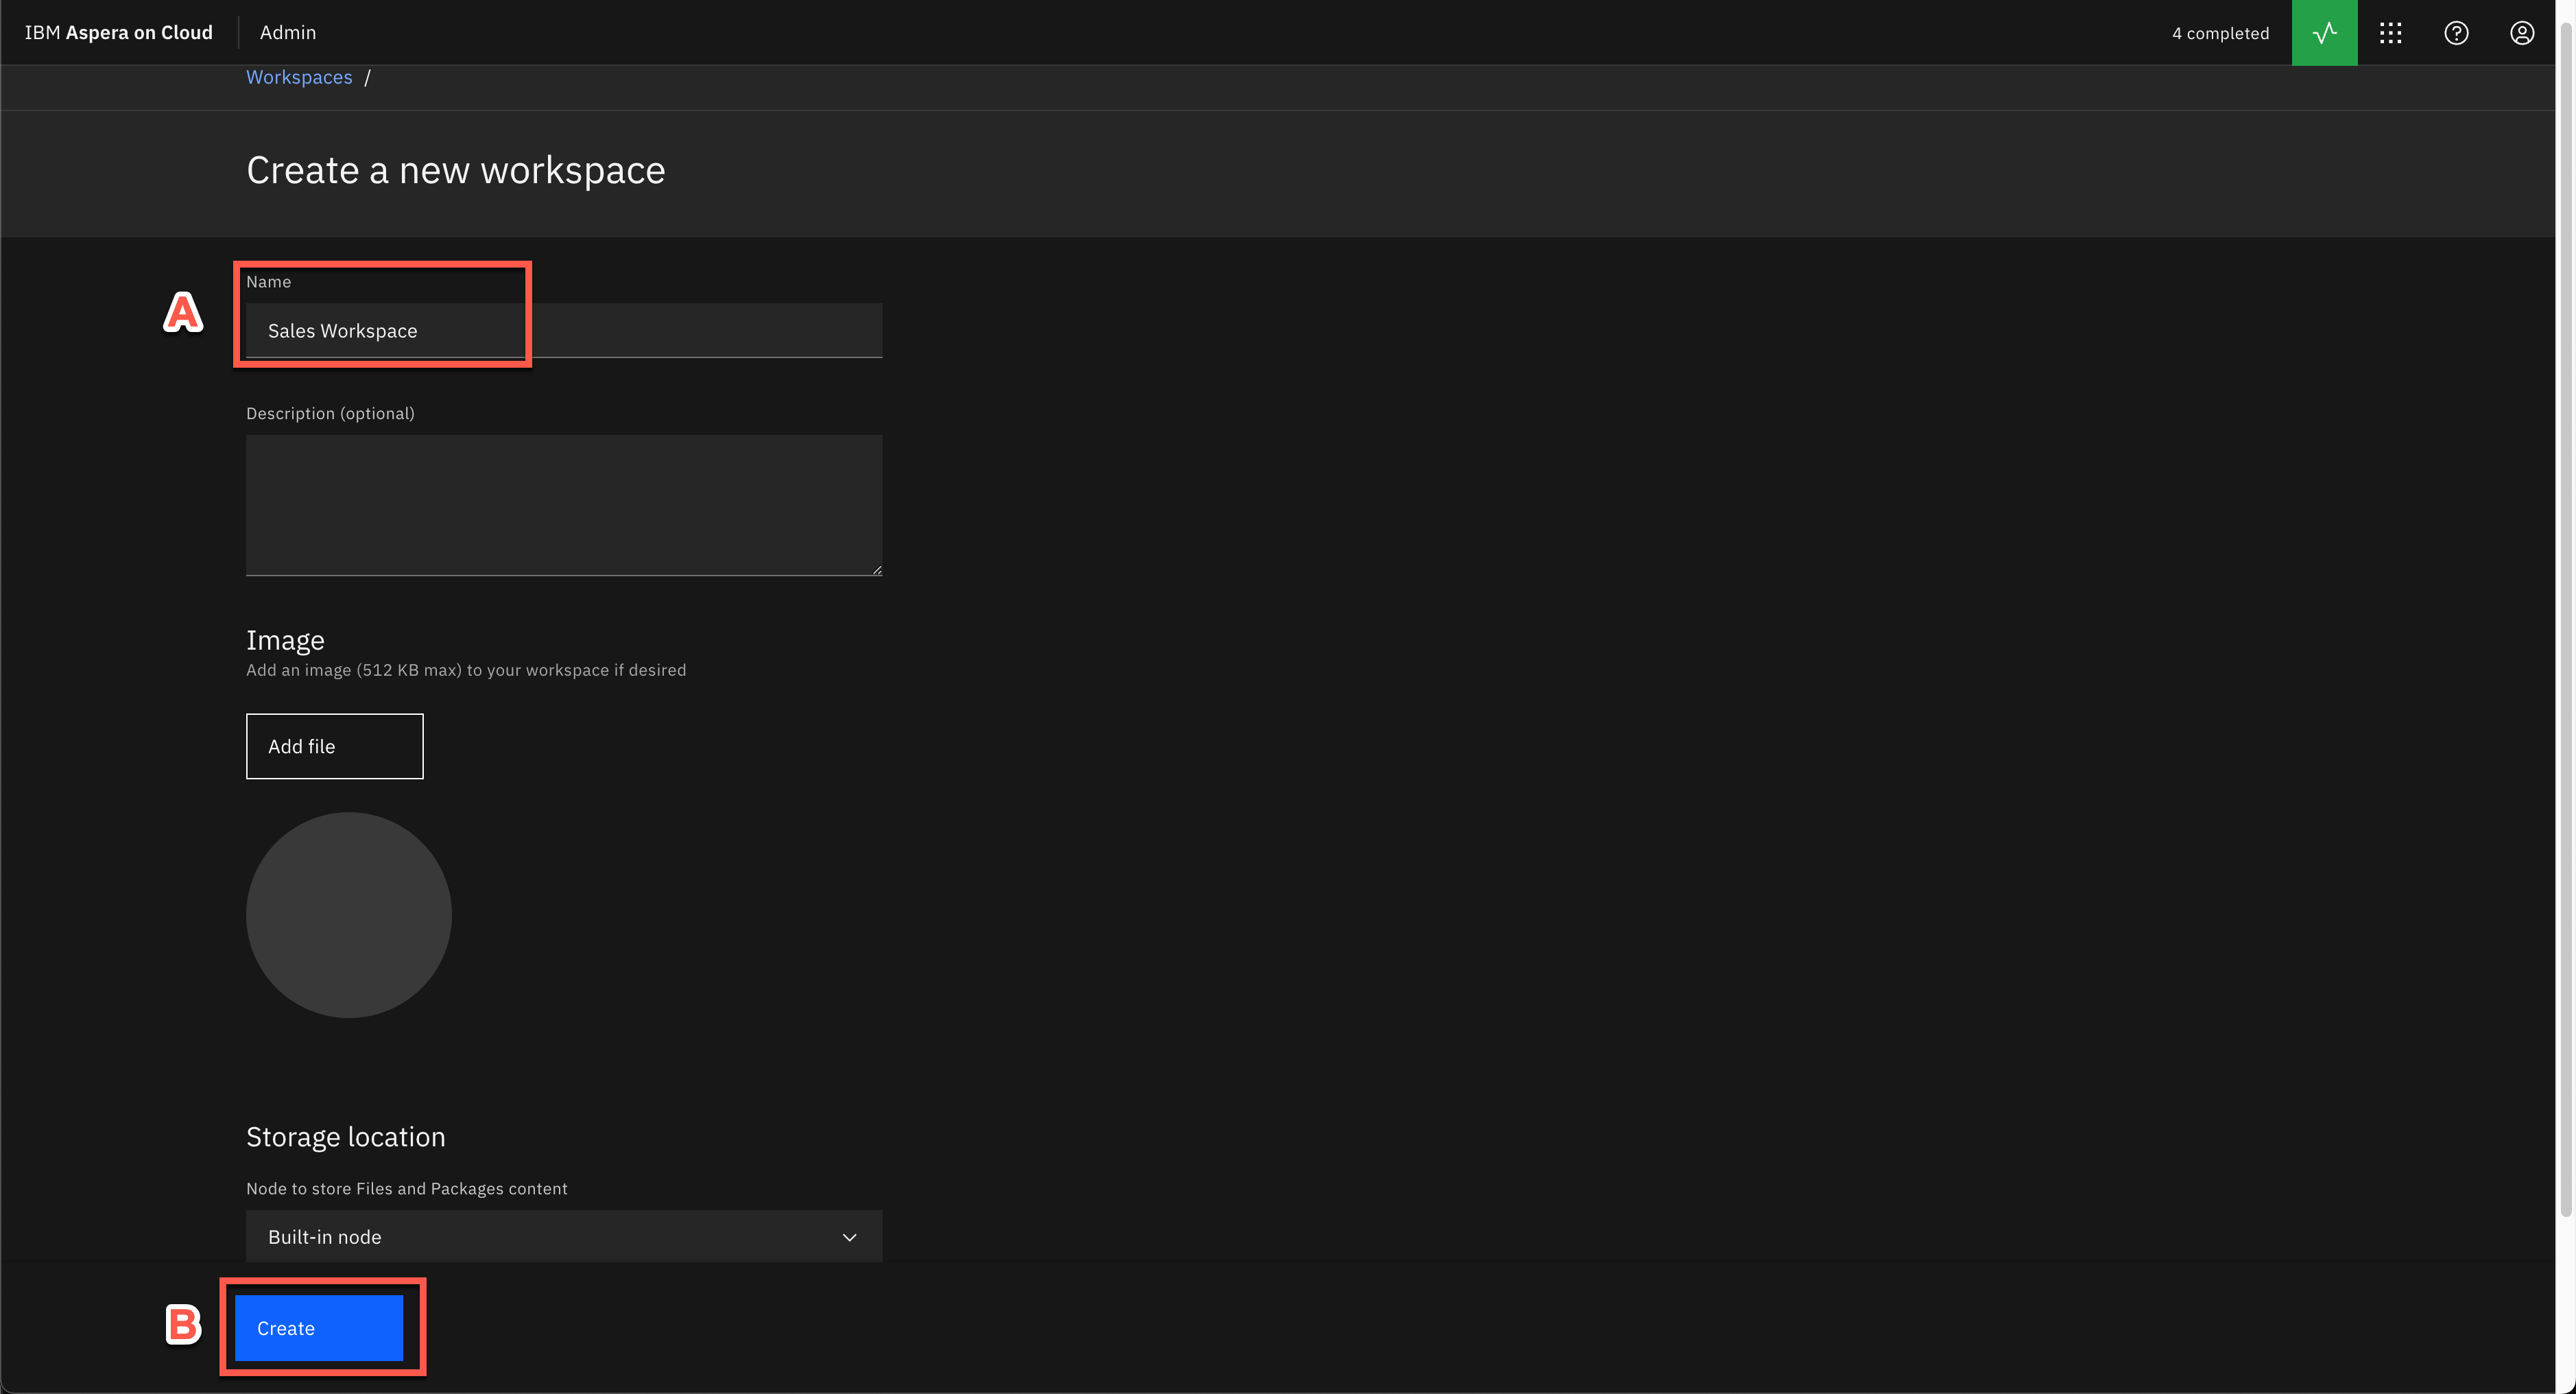 IBM Aspera on Cloud Admin 4 completed
Workspaces /
Create a new workspace
A
Name
Sales Workspace
Description (optional)
Image
Add an image (512 KB max) to your workspace if desired
Add file
Storage location
Node to store Files and Packages content
Built-in node
B
Create